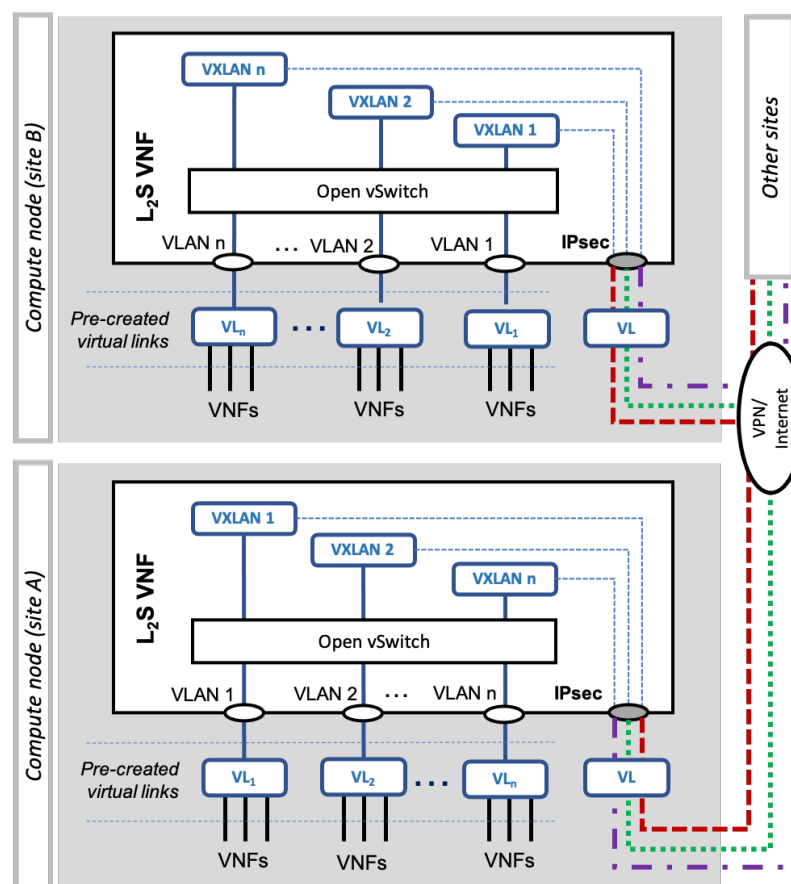 Compute node (site B)
L₂S VNF
VXLAN n
VXLAN 2
VXLAN 1
Open vSwitch
VLAN n
... VLAN 2
VLAN 1
IPsec
Pre-created
virtual links
VLₙ
...
VL₂
VL₁
VL
VNFs
VNFs
VNFs
Other sites
VPN/
Internet
Compute node (site A)
L₂S VNF
VXLAN 1
VXLAN 2
VXLAN n
Open vSwitch
VLAN 1
VLAN 2 ...
VLAN n
IPsec
Pre-created
virtual links
VL₁
VL₂
...
VLₙ
VL
VNFs
VNFs
VNFs